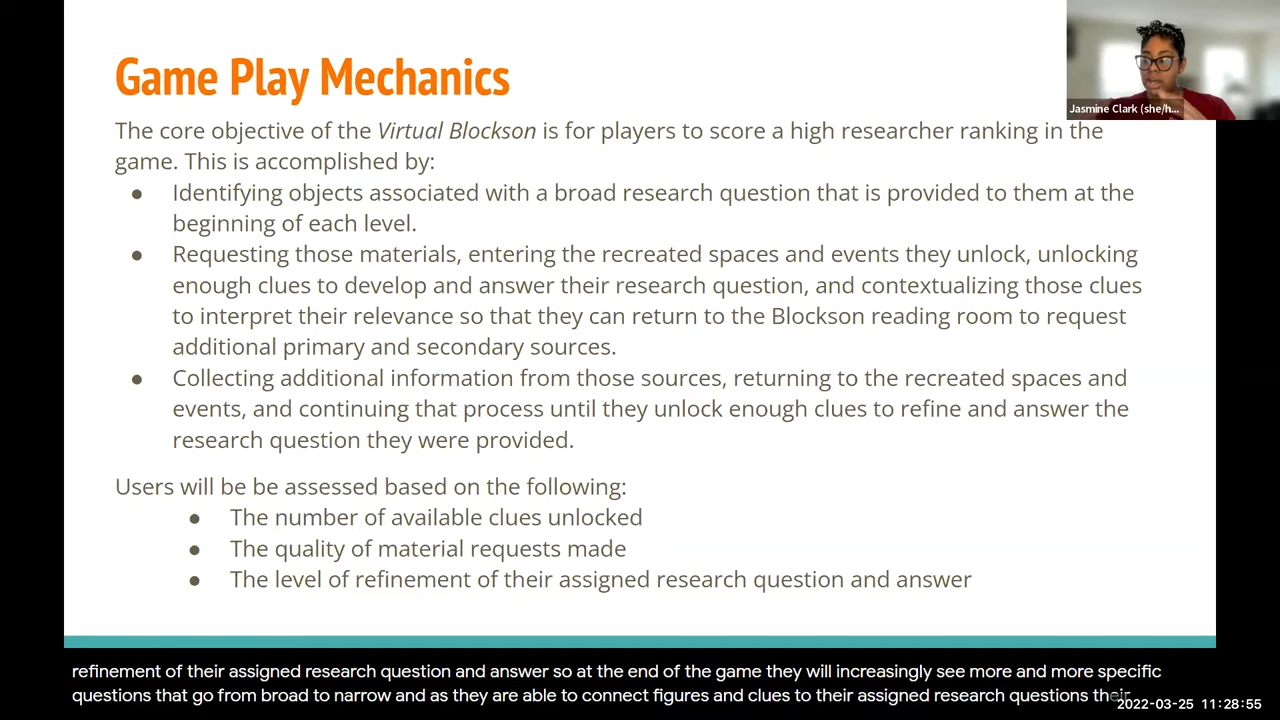 Game Play Mechanics
Jasmine Clark (she/h...
The core objective of the Virtual Blockson is for players to score a high researcher ranking in the
game. This is accomplished by:
● Identifying objects associated with a broad research question that is provided to them at the
beginning of each level.
● Requesting those materials, entering the recreated spaces and events they unlock, unlocking
enough clues to develop and answer their research question, and contextualizing those clues
to interpret their relevance so that they can return to the Blockson reading room to request
additional primary and secondary sources.
● Collecting additional information from those sources, returning to the recreated spaces and
events, and continuing that process until they unlock enough clues to refine and answer the
research question they were provided.
Users will be be assessed based on the following:
● The number of available clues unlocked
● The quality of material requests made
● The level of refinement of their assigned research question and answer
refinement of their assigned research question and answer so at the end of the game they will increasingly see more and more specific
questions that go from broad to narrow and as they are able to connect figures and clues to their assigned research questions their
2022-03-25 11:28:55